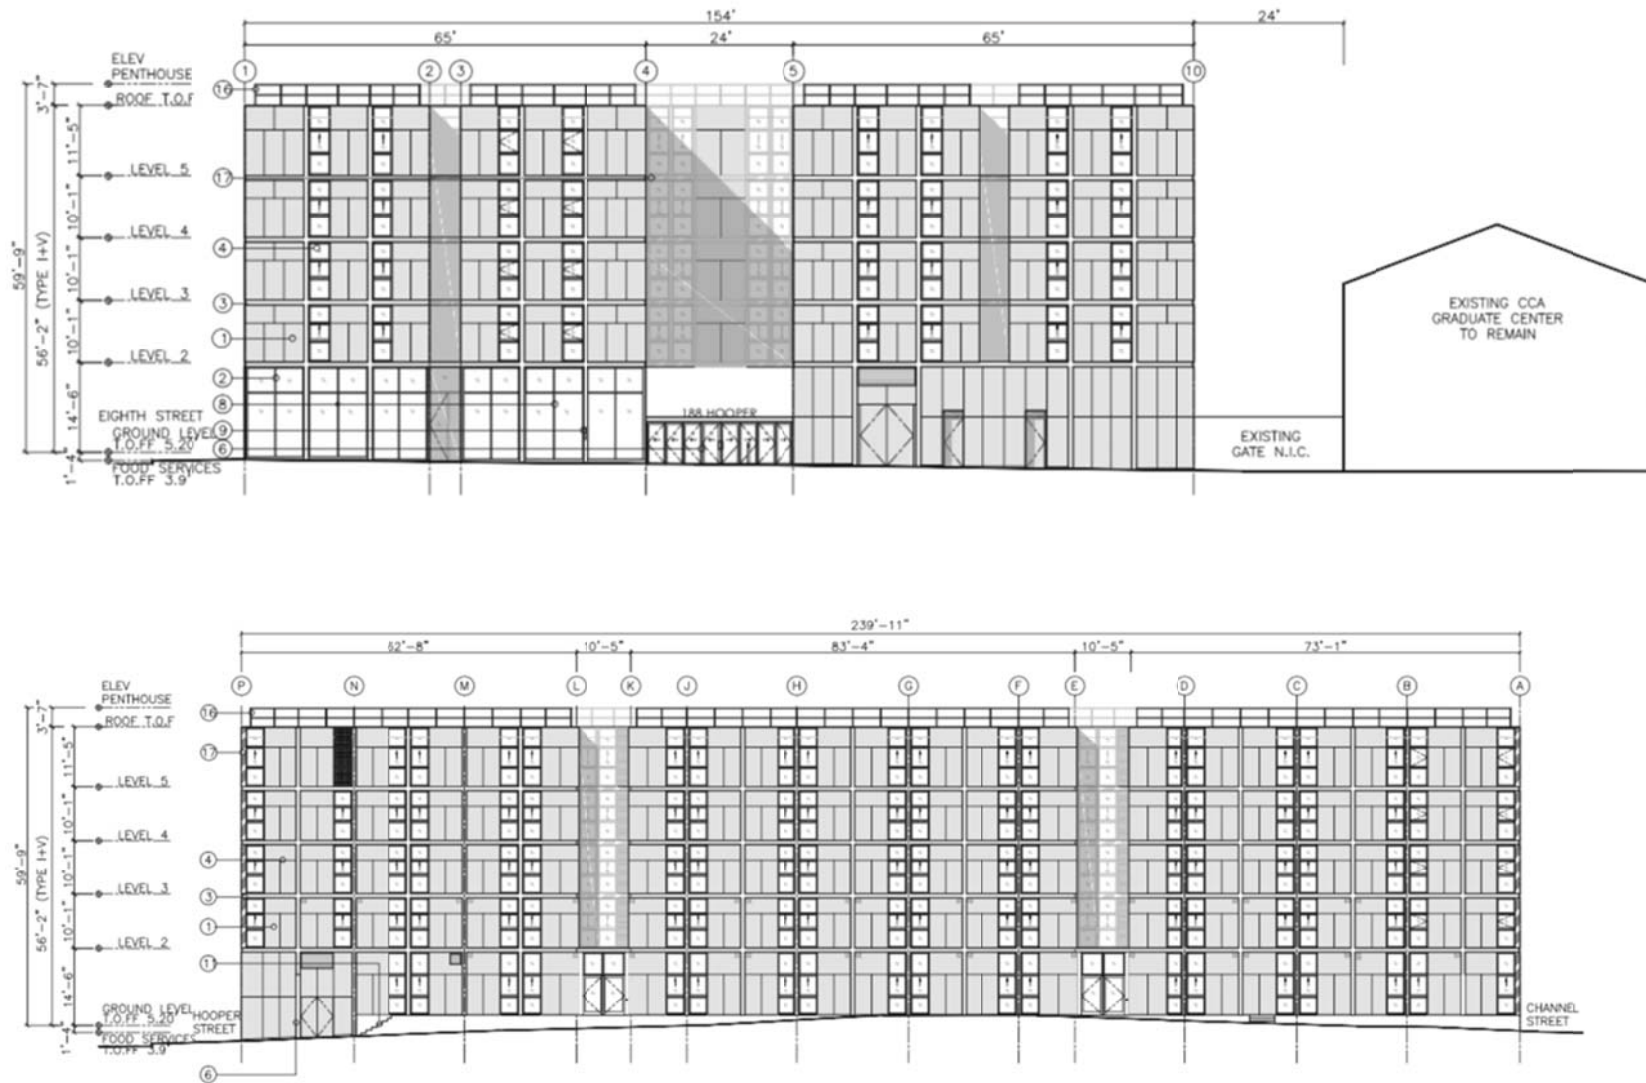 154'
24'
65'
24'
65'
1
2
3
4
5
10
ELEV
PENTHOUSE
ROOF T.O.F
16
3'-7"
11'-5"
LEVEL 5
17
10'-1"
LEVEL 4
4
10'-1"
LEVEL 3
3
1
10'-1"
LEVEL 2
2
8
14'-6"
EIGHTH STREET
GROUND LEVEL
T.O.FF 5.20'
9
6
1'-4"
FOOD SERVICES
T.O.FF 3.9'
59'-9"
56'-2" (TYPE I+V)
188 HOOPER
EXISTING
GATE N.I.C.
EXISTING CCA
GRADUATE CENTER
TO REMAIN
239'-11"
62'-8"
10'-5"
83'-4"
10'-5"
73'-1"
P
N
M
L
K
J
H
G
F
E
D
C
B
A
ELEV
PENTHOUSE
ROOF T.O.F
16
3'-7"
17
11'-5"
LEVEL 5
10'-1"
LEVEL 4
4
10'-1"
LEVEL 3
3
1
10'-1"
LEVEL 2
11
14'-6"
GROUND LEVEL
T.O.FF 5.20'
HOOPER
STREET
1'-4"
FOOD SERVICES
T.O.FF 3.9'
6
59'-9"
56'-2" (TYPE I+V)
CHANNEL
STREET